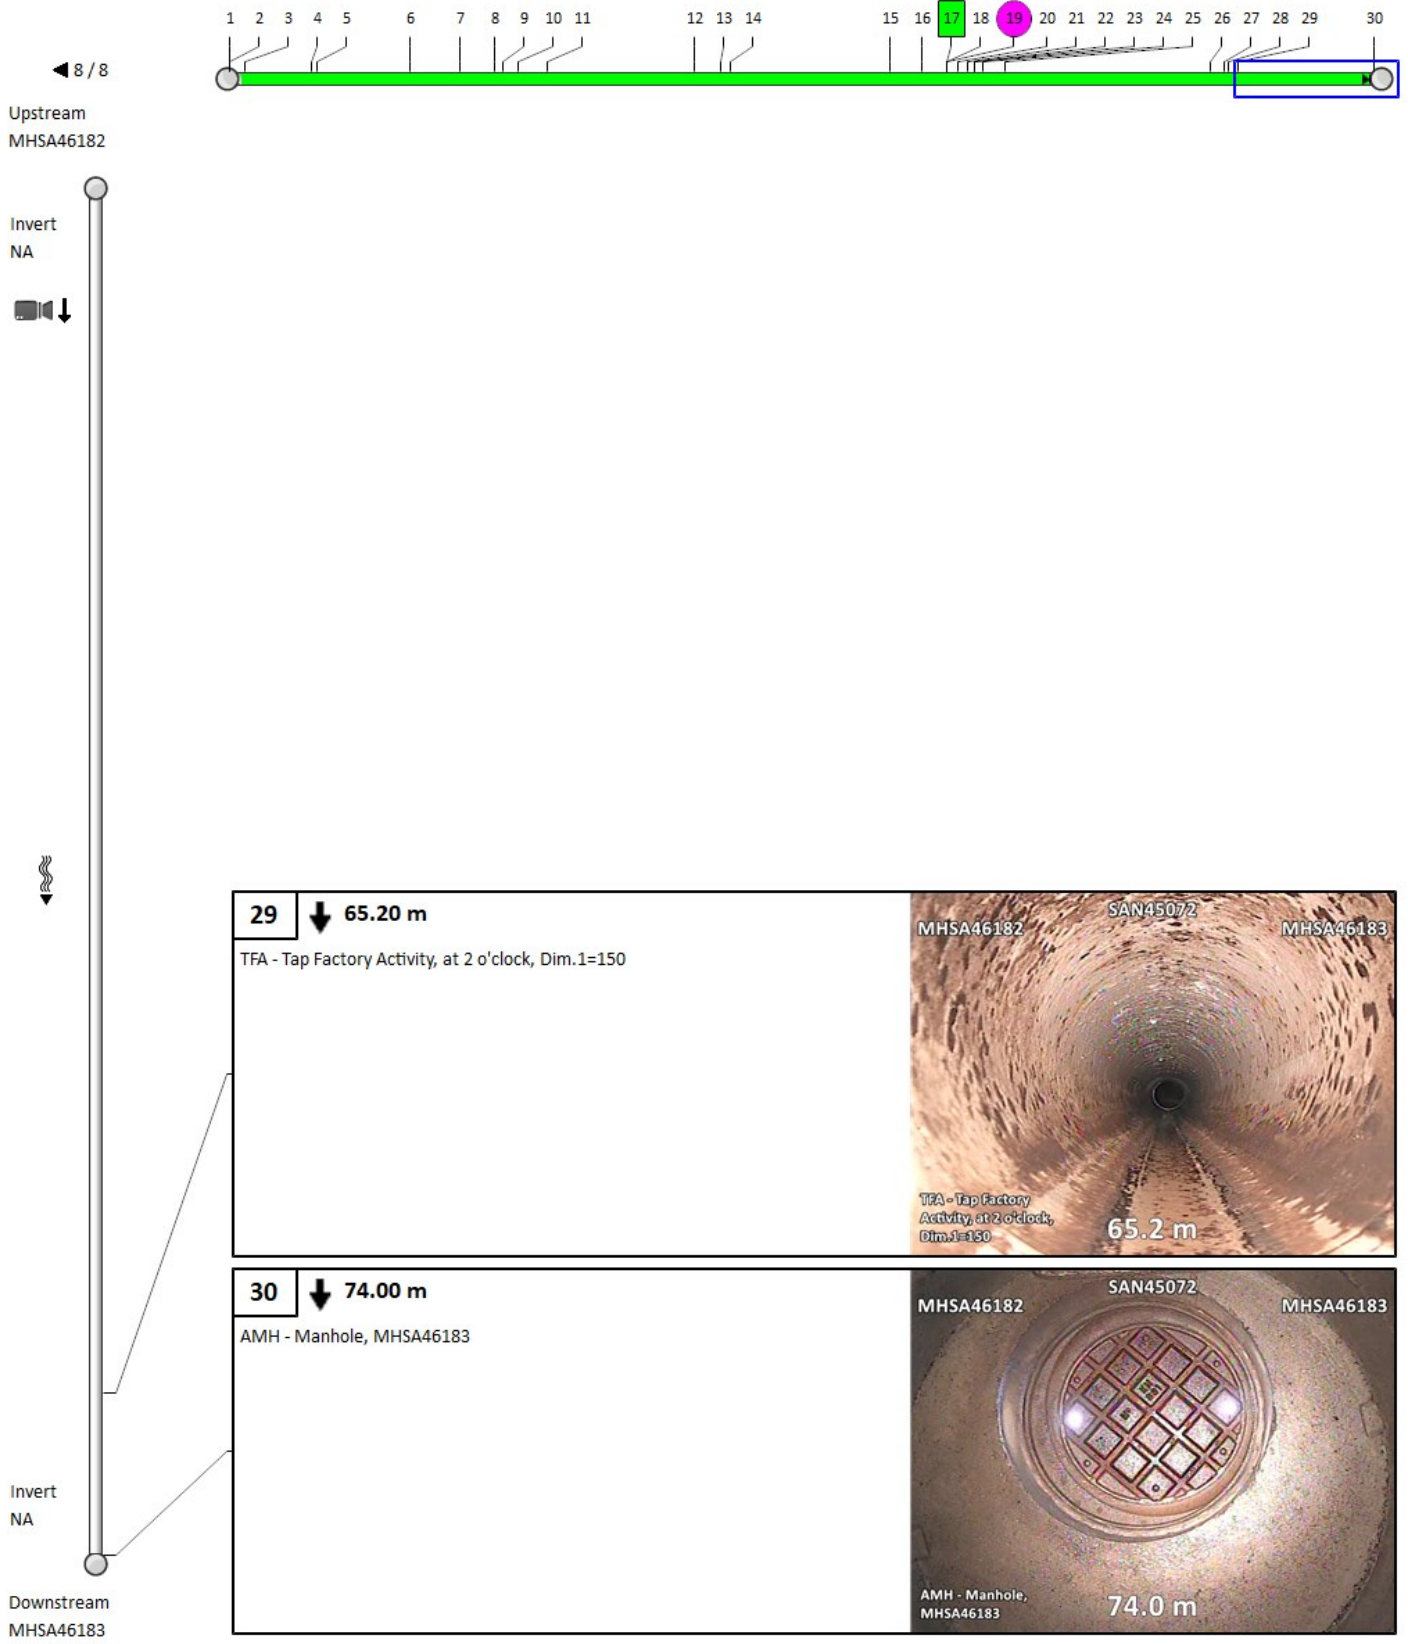 1 2 3 4 5 6 7 8 9 10 11 12 13 14 15 16 17 18 19 20 21 22 23 24 25 26 27 28 29 30
8 / 8
Upstream
MHSA46182
Invert
NA
29 65.20 m
TFA - Tap Factory Activity, at 2 o'clock, Dim.1=150
SAN45072
MHSA46182 MHSA46183
TFA - Tap Factory
Activity, at 2 o'clock,
Dim.1=150
65.2 m
30 74.00 m
AMH - Manhole, MHSA46183
SAN45072
MHSA46182 MHSA46183
AMH - Manhole,
MHSA46183
74.0 m
Invert
NA
Downstream
MHSA46183